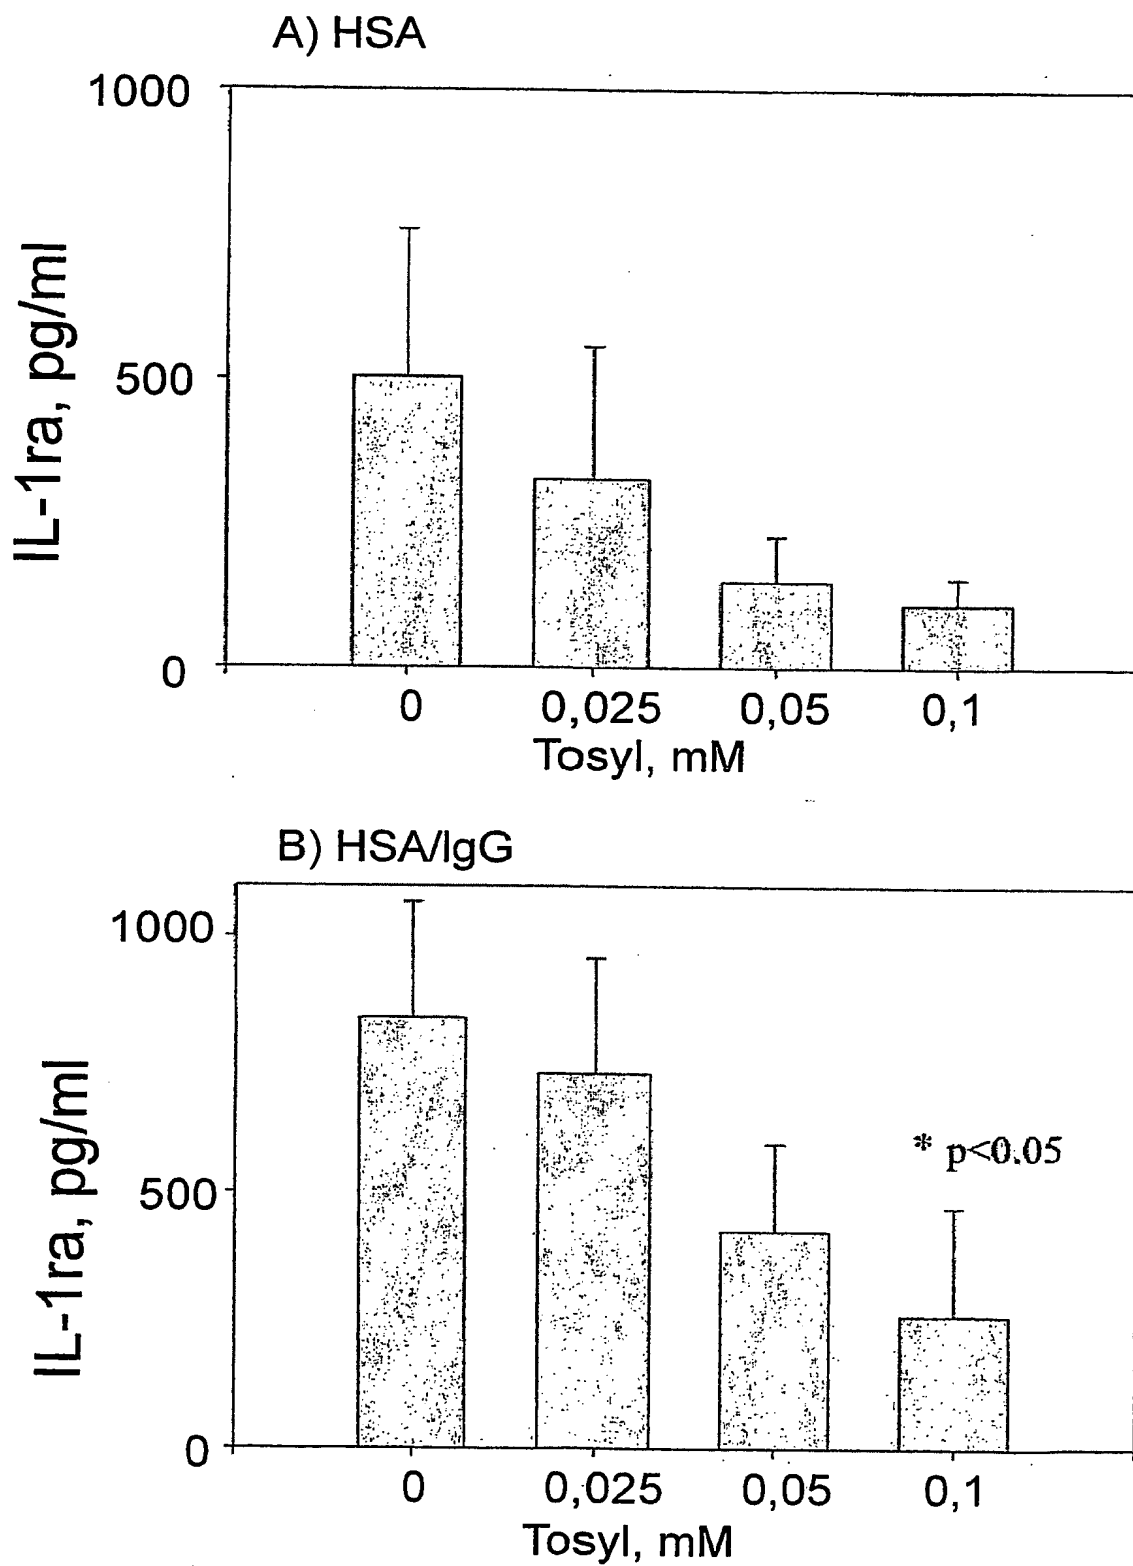 A) HSA
1000
500
0
IL-1ra, pg/ml
0 0,025 0,05 0,1
Tosyl, mM
B) HSA/IgG
1000
500
0
IL-1ra, pg/ml
* p<0.05
0 0,025 0,05 0,1
Tosyl, mM